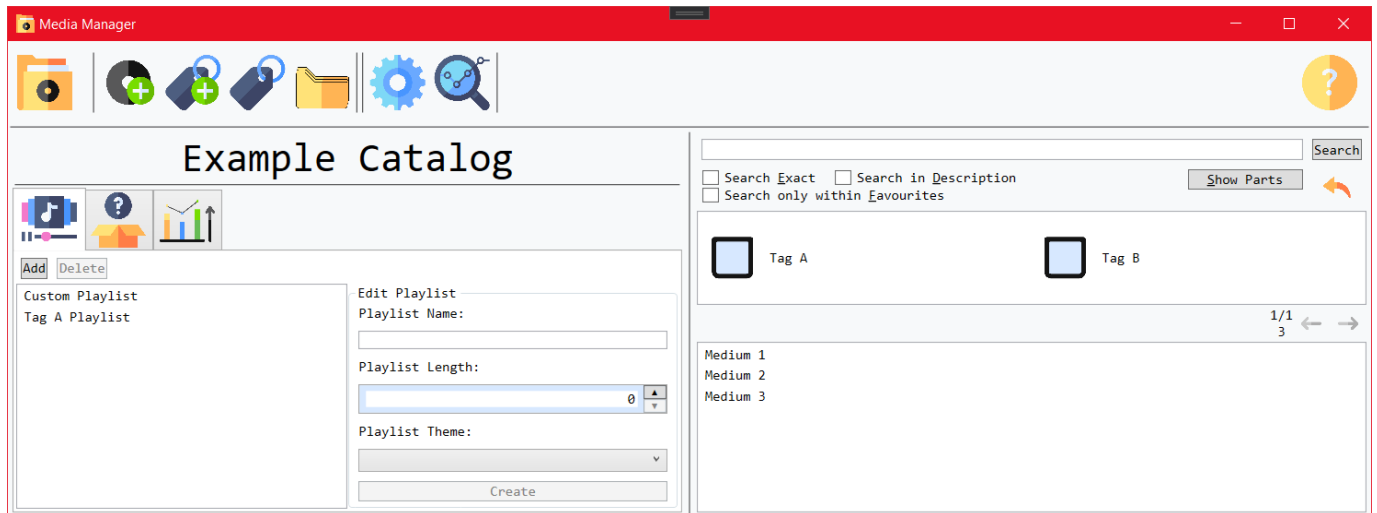 Media Manager
?
Example Catalog
?
Add Delete
Custom Playlist
Tag A Playlist
Edit Playlist
Playlist Name:
Playlist Length:
0
Playlist Theme:
Create
Search
Search Exact Search in Description
Search only within Favourites
Show Parts
Tag A Tag B
1/1
3
Medium 1
Medium 2
Medium 3